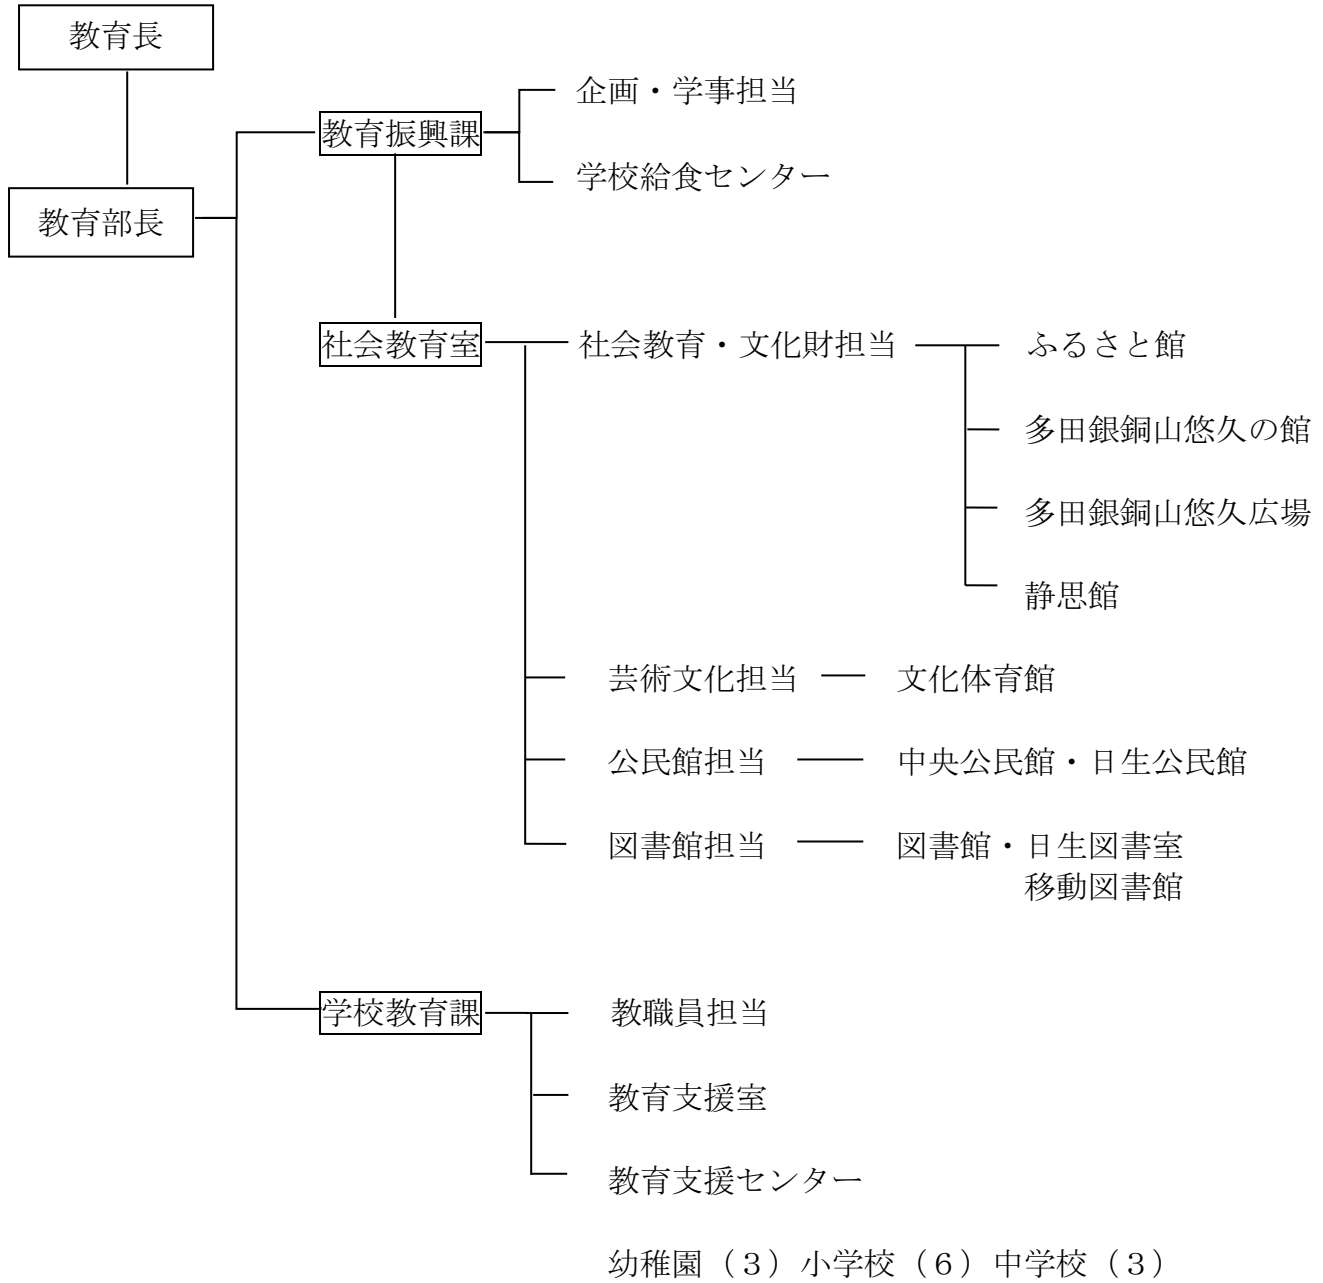 教育長
企画・学事担当
教育振興課
学校給食センター
教育部長
社会教育室 社会教育・文化財担当 ふるさと館
多田銀銅山悠久の館
多田銀銅山悠久広場
静思館
芸術文化担当 文化体育館
公民館担当 中央公民館・日生公民館
図書館担当 図書館・日生図書室
移動図書館
学校教育課 教職員担当
教育支援室
教育支援センター
幼稚園（３）小学校（６）中学校（３）